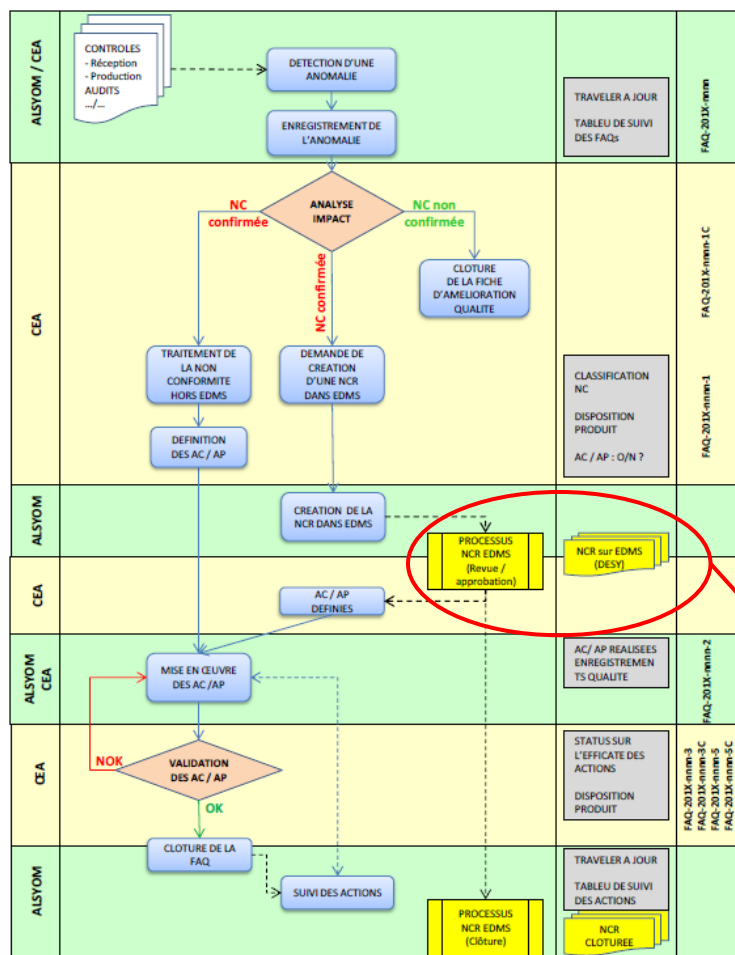 ALSYOM / CEA
CONTROLES
- Réception
- Production
AUDITS
.../...
DETECTION D'UNE
ANOMALIE
ENREGISTREMENT DE
L'ANOMALIE
TRAVELER A JOUR
TABLEU DE SUIVI
DES FAQs
FAQ-201X-nnnn
CEA
ANALYSE
IMPACT
NC
confirmée
NC non
confirmée
NC confirmée
CLOTURE
DE LA FICHE
D'AMELIORATION
QUALITE
FAQ-201X-nnnn-1C
TRAITEMENT DE
LA NON
CONFORMITE
HORS EDMS
DEMANDE DE
CREATION
D'UNE NCR
DANS EDMS
DEFINITION
DES AC / AP
CLASSIFICATION
NC
DISPOSITION
PRODUIT
AC / AP : O/N ?
FAQ-201X-nnnn-1
ALSYOM
CREATION DE LA
NCR DANS EDMS
PROCESSUS
NCR EDMS
(Revue /
approbation)
NCR sur EDMS
(DESY)
CEA
AC / AP
DEFINIES
ALSYOM
CEA
MISE EN ŒUVRE
DES AC /AP
AC/ AP REALISEES
ENREGISTREMEN
TS QUALITE
FAQ-201X-nnnn-2
CEA
NOK
VALIDATION
DES AC / AP
OK
STATUS SUR
L'EFFICATE DES
ACTIONS
DISPOSITION
PRODUIT
FAQ-201X-nnnn-3
FAQ-201X-nnnn-3C
FAQ-201X-nnnn-5
FAQ-201X-nnnn-5C
ALSYOM
CLOTURE DE LA
FAQ
SUIVI DES ACTIONS
PROCESSUS
NCR EDMS
(Clôture)
TRAVELER A JOUR
TABLEU DE SUIVI
DES ACTIONS
NCR
CLOTUREE